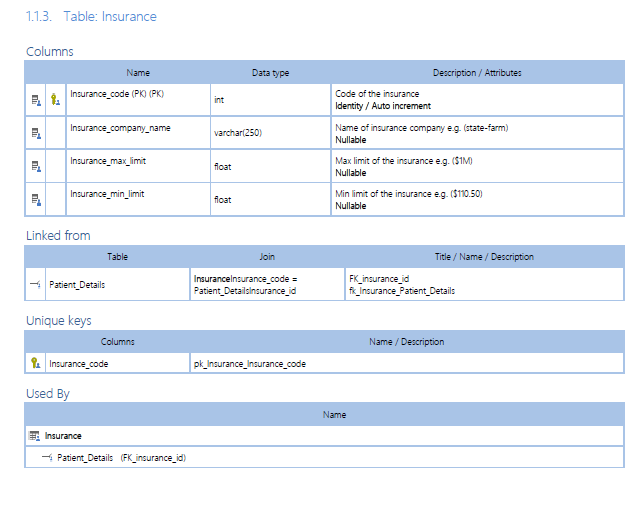 1.1.3. Table: Insurance
Columns
Name Data type Description / Attributes
Insurance_code (PK) (PK) int Code of the insurance
Identity / Auto increment
Insurance_company_name varchar(250) Name of insurance company e.g. (state-farm)
Nullable
Insurance_max_limit float Max limit of the insurance e.g. ($1M)
Nullable
Insurance_min_limit float Min limit of the insurance e.g. ($110.50)
Nullable
Linked from
Table Join Title / Name / Description
Patient_Details InsuranceInsurance_code = FK_insurance_id
Patient_DetailsInsurance_id fk_Insurance_Patient_Details
Unique keys
Columns Name / Description
Insurance_code pk_Insurance_Insurance_code
Used By
Name
Insurance
Patient_Details (FK_insurance_id)